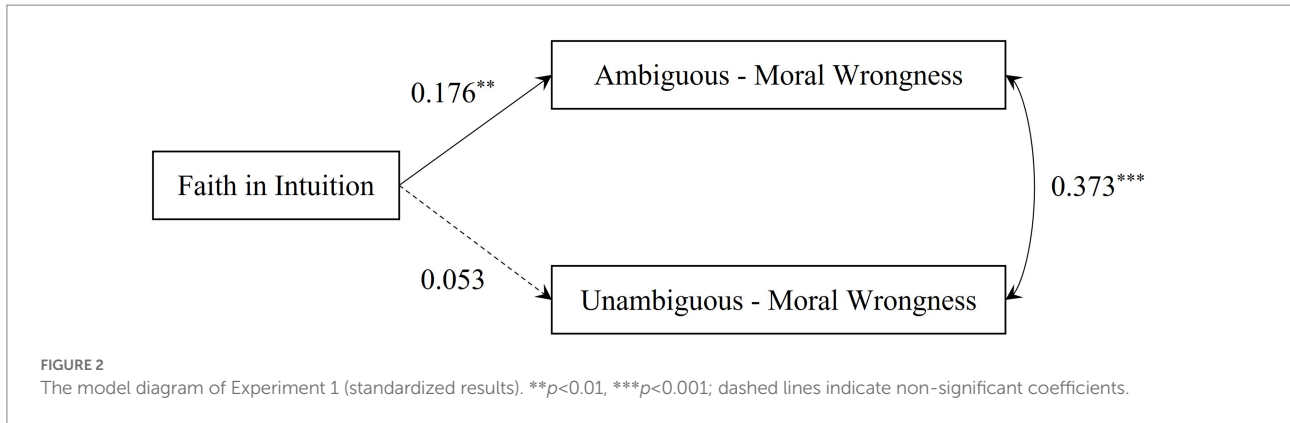 Ambiguous - Moral Wrongness
0.176**
Faith in Intuition
0.373***
0.053
Unambiguous - Moral Wrongness
FIGURE 2
The model diagram of Experiment 1 (standardized results). **p<0.01, ***p<0.001; dashed lines indicate non-significant coefficients.